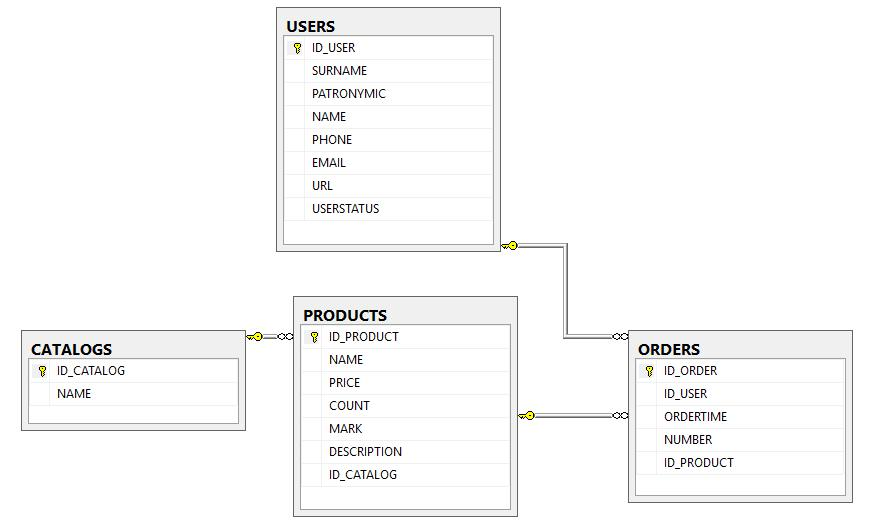 USERS
ID_USER
SURNAME
PATRONYMIC
NAME
PHONE
EMAIL
URL
USERSTATUS
CATALOGS
ID_CATALOG
NAME
PRODUCTS
ID_PRODUCT
NAME
PRICE
COUNT
MARK
DESCRIPTION
ID_CATALOG
ORDERS
ID_ORDER
ID_USER
ORDERTIME
NUMBER
ID_PRODUCT